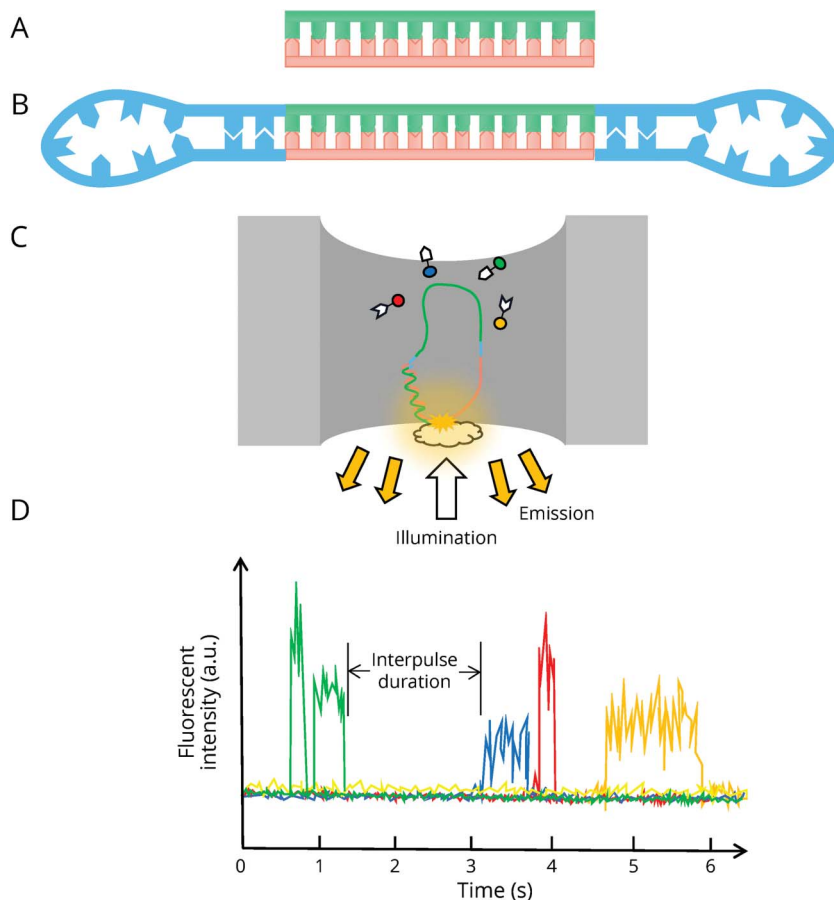 A
B
C
Emission
Illumination
D
Fluorescent
intensity (a.u.)
Interpulse
duration
0 1 2 3 4 5 6
Time (s)